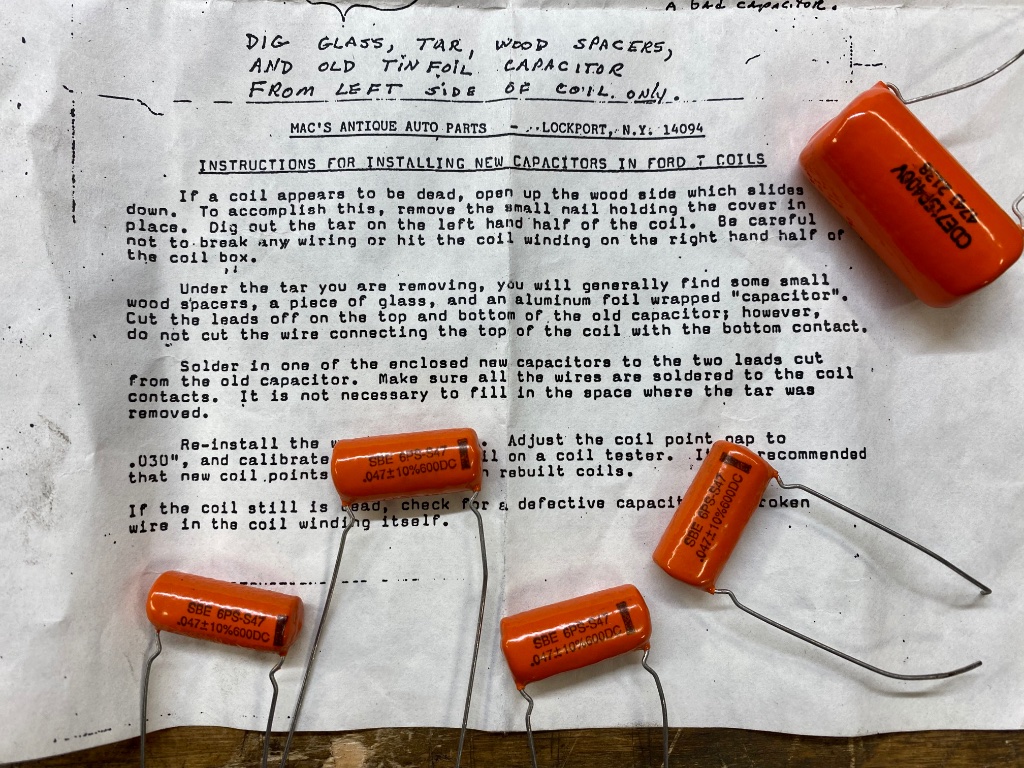 A bad capacitor.
DIG GLASS, TAR, WOOD SPACERS,
AND OLD TINFOIL CAPACITOR
FROM LEFT SIDE OF COIL ONLY.
MAC'S ANTIQUE AUTO PARTS - LOCKPORT, N.Y. 14094
INSTRUCTIONS FOR INSTALLING NEW CAPACITORS IN FORD T COILS
If a coil appears to be dead, open up the wood side which slides
down. To accomplish this, remove the small nail holding the cover in
place. Dig out the tar on the left hand half of the coil. Be careful
not to break any wiring or hit the coil winding on the right hand half of
the coil box.
Under the tar you are removing, you will generally find some small
wood spacers, a piece of glass, and an aluminum foil wrapped "capacitor".
Cut the leads off on the top and bottom of the old capacitor; however,
do not cut the wire connecting the top of the coil with the bottom contact.
Solder in one of the enclosed new capacitors to the two leads cut
from the old capacitor. Make sure all the wires are soldered to the coil
contacts. It is not necessary to fill in the space where the tar was
removed.
Re-install the w . Adjust the coil point gap to
.030", and calibrate il on a coil tester. I recommended
that new coil points rebuilt coils.
If the coil still is dead, check for a defective capacit roken
wire in the coil winding itself.
CDE715P400V
SBE 6PS-S47
.047±10%600DC
SBE 6PS-S47
.047±10%600DC
SBE 6PS-S47
.047±10%600DC
SBE 6PS-S47
.047±10%600DC